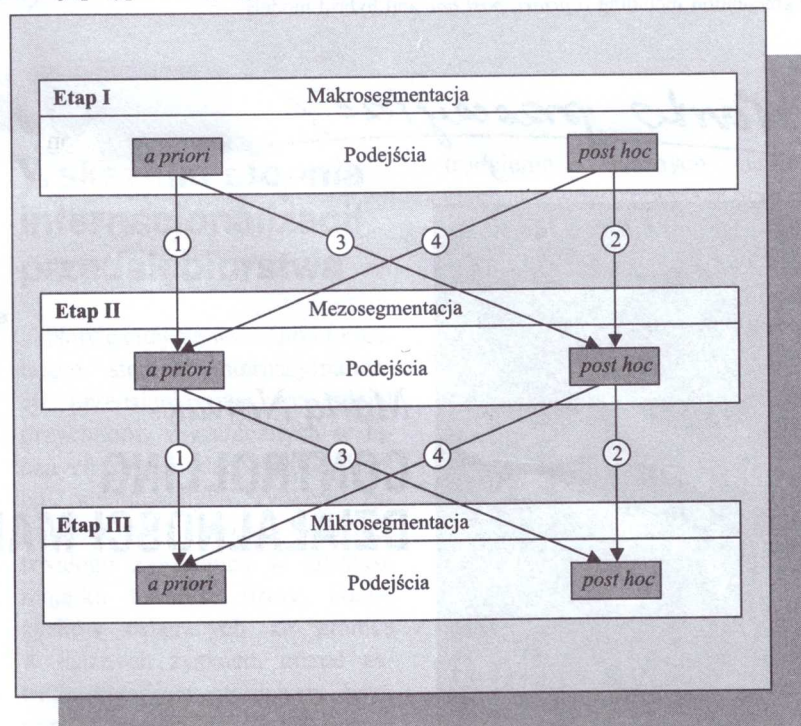 Etap I Makrosegmentacja
a priori Podejścia post hoc
1 3 4 2
Etap II Mezosegmentacja
a priori Podejścia post hoc
1 3 4 2
Etap III Mikrosegmentacja
a priori Podejścia post hoc